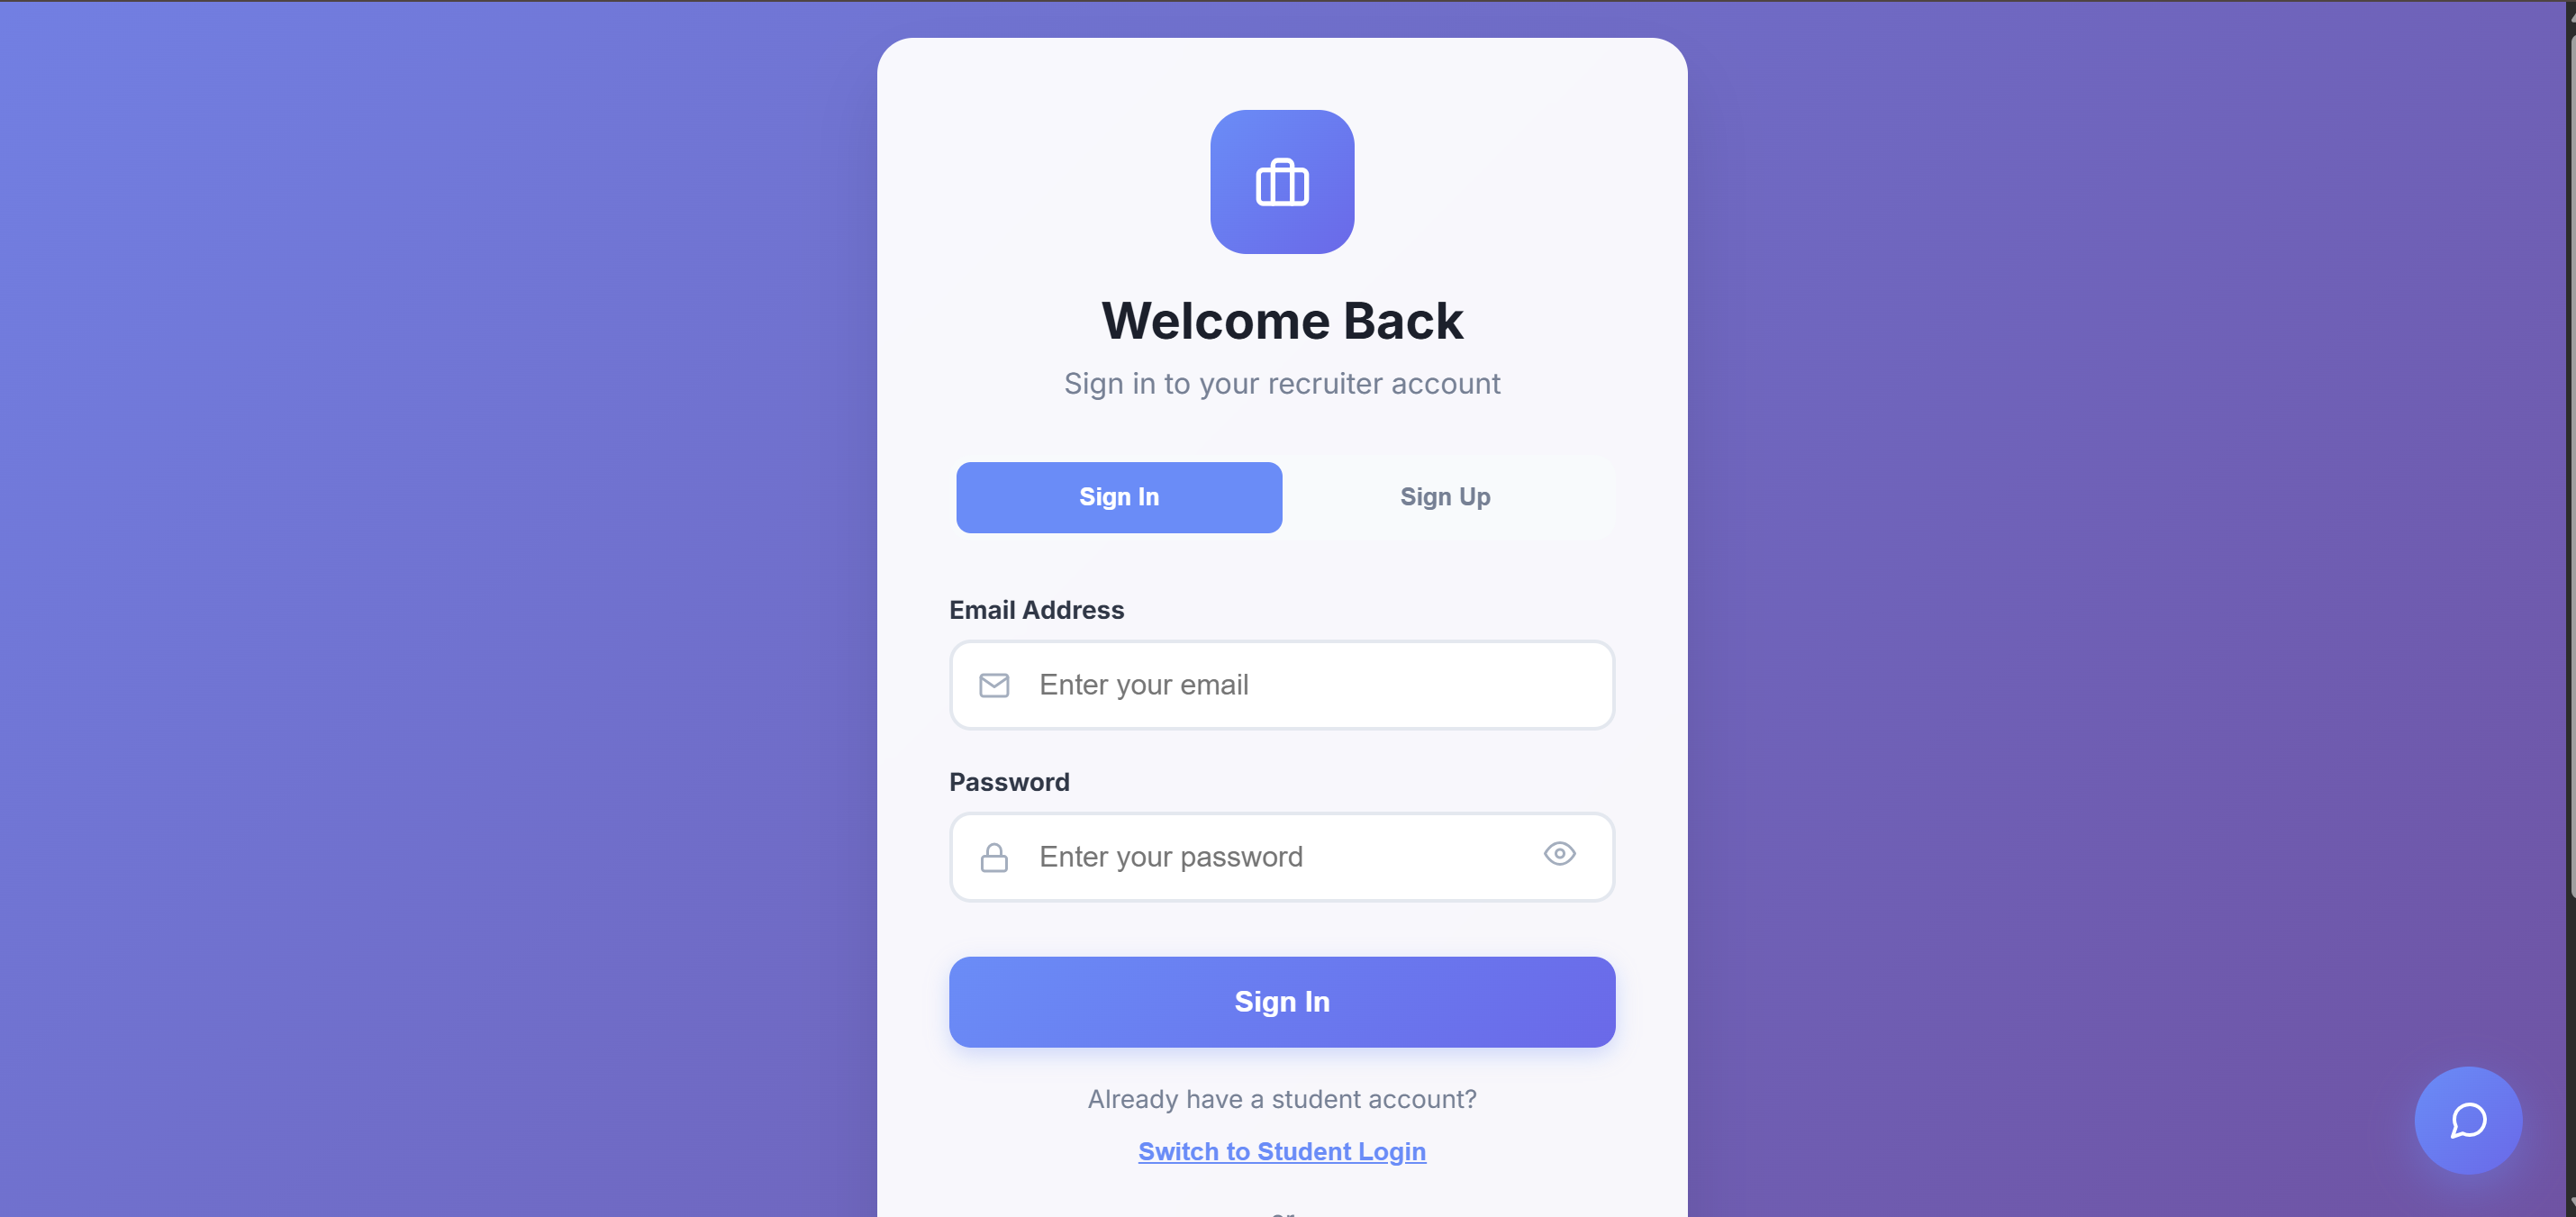 Welcome Back
Sign in to your recruiter account
Sign In
Sign Up
Email Address
Enter your email
Password
Enter your password
Sign In
Already have a student account?
Switch to Student Login
or